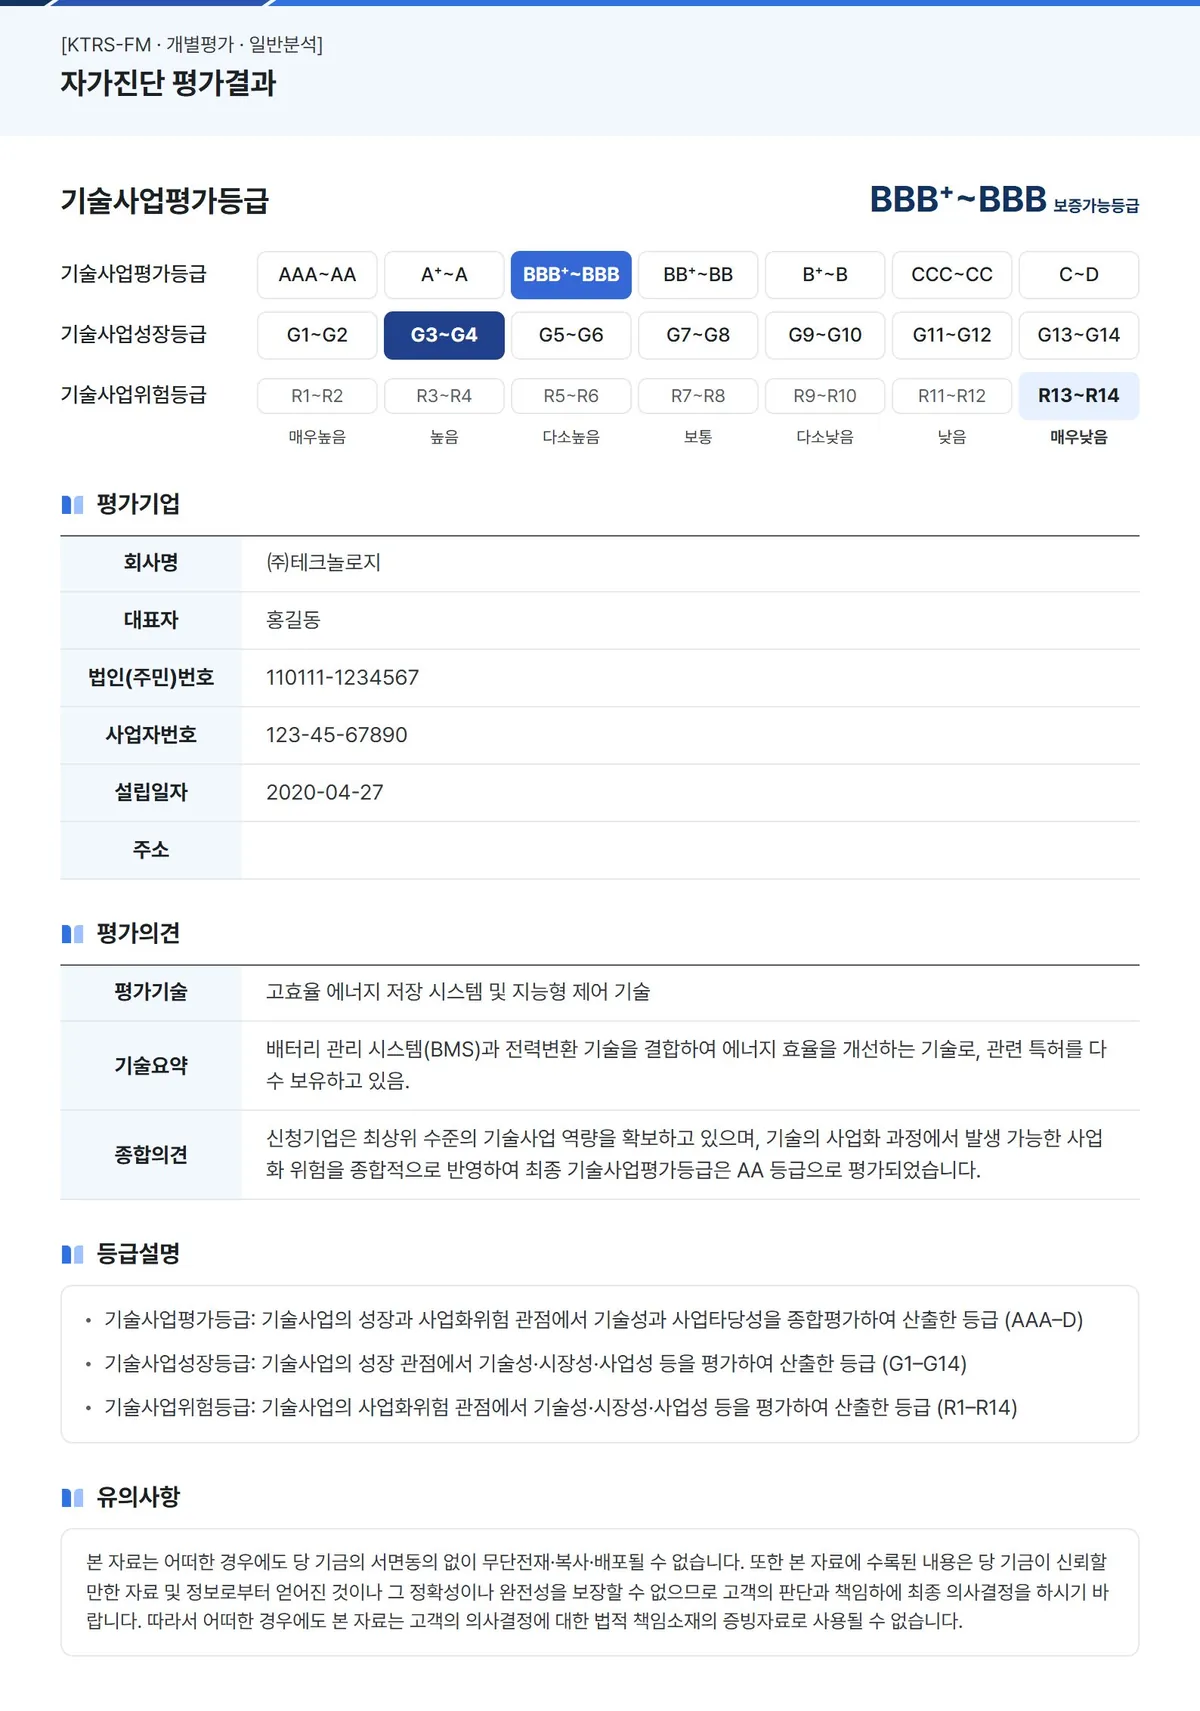 [KTRS-FM · 개별평가 · 일반분석]
자가진단 평가결과
기술사업평가등급
BBB⁺~BBB 보증가능등급
기술사업평가등급 AAA~AA A⁺~A BBB⁺~BBB BB⁺~BB B⁺~B CCC~CC C~D
기술사업성장등급 G1~G2 G3~G4 G5~G6 G7~G8 G9~G10 G11~G12 G13~G14
기술사업위험등급 R1~R2 R3~R4 R5~R6 R7~R8 R9~R10 R11~R12 R13~R14
매우높음 높음 다소높음 보통 다소낮음 낮음 매우낮음
평가기업
회사명 ㈜테크놀로지
대표자 홍길동
법인(주민)번호 110111-1234567
사업자번호 123-45-67890
설립일자 2020-04-27
주소
평가의견
평가기술 고효율 에너지 저장 시스템 및 지능형 제어 기술
기술요약 배터리 관리 시스템(BMS)과 전력변환 기술을 결합하여 에너지 효율을 개선하는 기술로, 관련 특허를 다
수 보유하고 있음.
종합의견 신청기업은 최상위 수준의 기술사업 역량을 확보하고 있으며, 기술의 사업화 과정에서 발생 가능한 사업
화 위험을 종합적으로 반영하여 최종 기술사업평가등급은 AA 등급으로 평가되었습니다.
등급설명
• 기술사업평가등급: 기술사업의 성장과 사업화위험 관점에서 기술성과 사업타당성을 종합평가하여 산출한 등급 (AAA–D)
• 기술사업성장등급: 기술사업의 성장 관점에서 기술성·시장성·사업성 등을 평가하여 산출한 등급 (G1–G14)
• 기술사업위험등급: 기술사업의 사업화위험 관점에서 기술성·시장성·사업성 등을 평가하여 산출한 등급 (R1–R14)
유의사항
본 자료는 어떠한 경우에도 당 기금의 서면동의 없이 무단전재·복사·배포될 수 없습니다. 또한 본 자료에 수록된 내용은 당 기금이 신뢰할
만한 자료 및 정보로부터 얻어진 것이나 그 정확성이나 완전성을 보장할 수 없으므로 고객의 판단과 책임하에 최종 의사결정을 하시기 바
랍니다. 따라서 어떠한 경우에도 본 자료는 고객의 의사결정에 대한 법적 책임소재의 증빙자료로 사용될 수 없습니다.